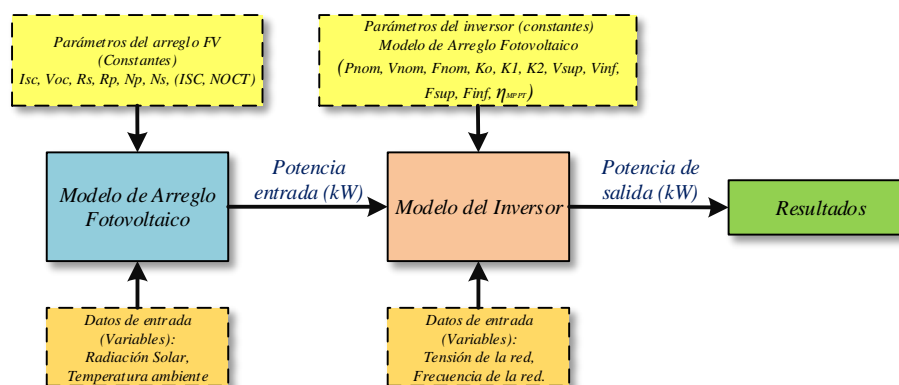 Parámetros del arreglo FV
(Constantes)
Isc, Voc, Rs, Rp, Np, Ns, (ISC, NOCT)
Parámetros del inversor (constantes)
Modelo de Arreglo Fotovoltaico
(Pnom, Vnom, Fnom, Ko, K1, K2, Vsup, Vinf,
Fsup, Finf, ηMPPT)
Modelo de Arreglo
Fotovoltaico
Potencia
entrada (kW)
Modelo del Inversor
Potencia de
salida (kW)
Resultados
Datos de entrada
(Variables):
Radiación Solar,
Temperatura ambiente
Datos de entrada
(Variables):
Tensión de la red,
Frecuencia de la red.